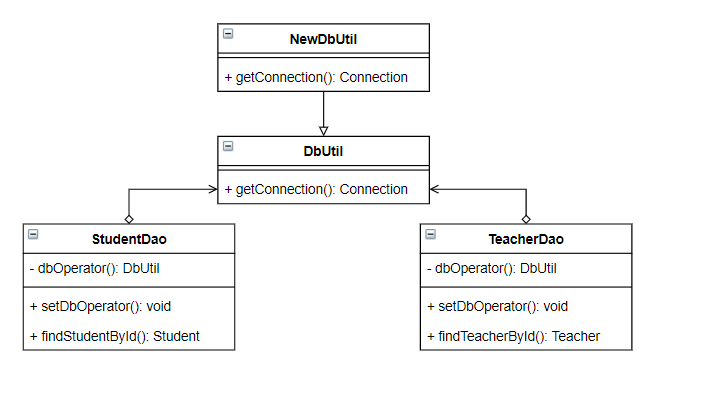 NewDbUtil
+ getConnection(): Connection
DbUtil
+ getConnection(): Connection
StudentDao
- dbOperator(): DbUtil
+ setDbOperator(): void
+ findStudentById(): Student
TeacherDao
- dbOperator(): DbUtil
+ setDbOperator(): void
+ findTeacherById(): Teacher